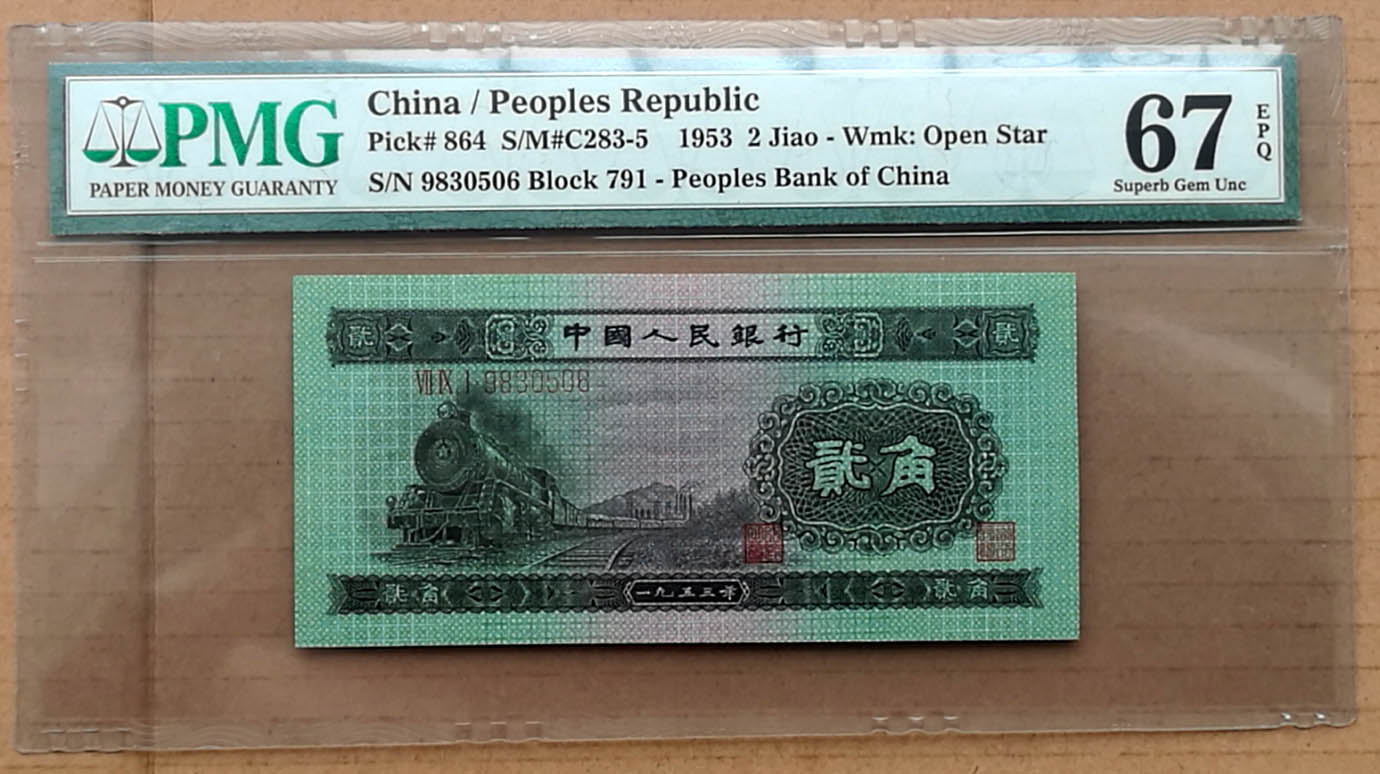 PMG
PAPER MONEY GUARANTY
China / Peoples Republic
Pick# 864 S/M#C283-5 1953 2 Jiao - Wmk: Open Star
S/N 9830506 Block 791 - Peoples Bank of China
67
EPQ
Superb Gem Unc
貳 中國人民銀行 貳
VII IX I 9830506
貳角
貳角 一九五三年 貳角